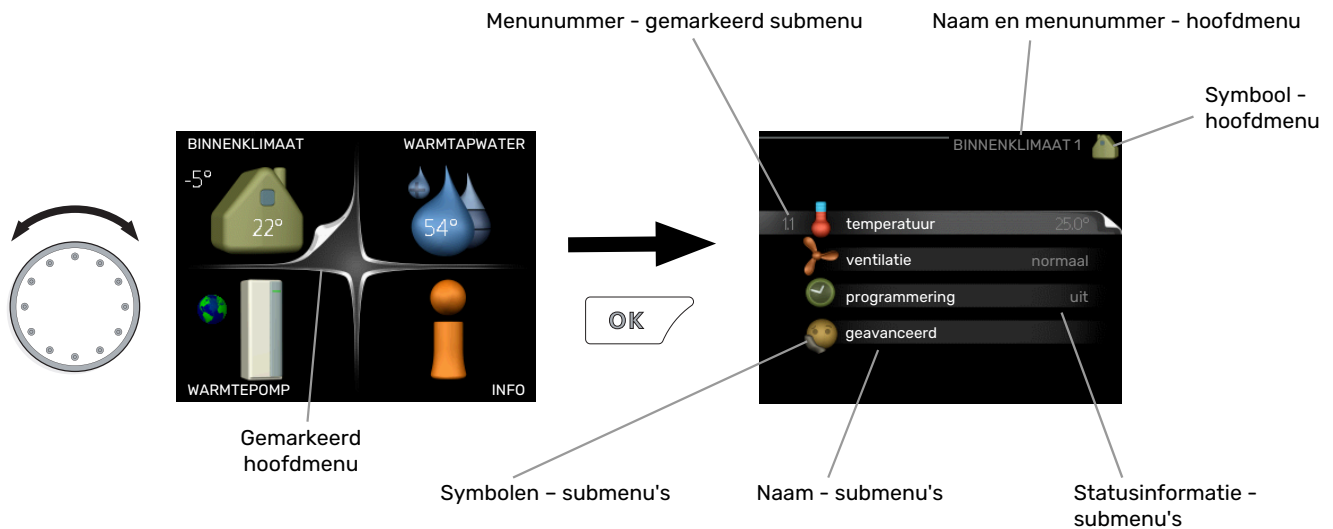 Menunummer - gemarkeerd submenu
Naam en menunummer - hoofdmenu
Symbool -
hoofdmenu
BINNENKLIMAAT
WARMTAPWATER
-5°
22°
54°
WARMTEPOMP
INFO
OK
BINNENKLIMAAT 1
1.1 temperatuur 25.0°
ventilatie normaal
programmering uit
geavanceerd
Gemarkeerd
hoofdmenu
Symbolen – submenu's
Naam - submenu's
Statusinformatie -
submenu's